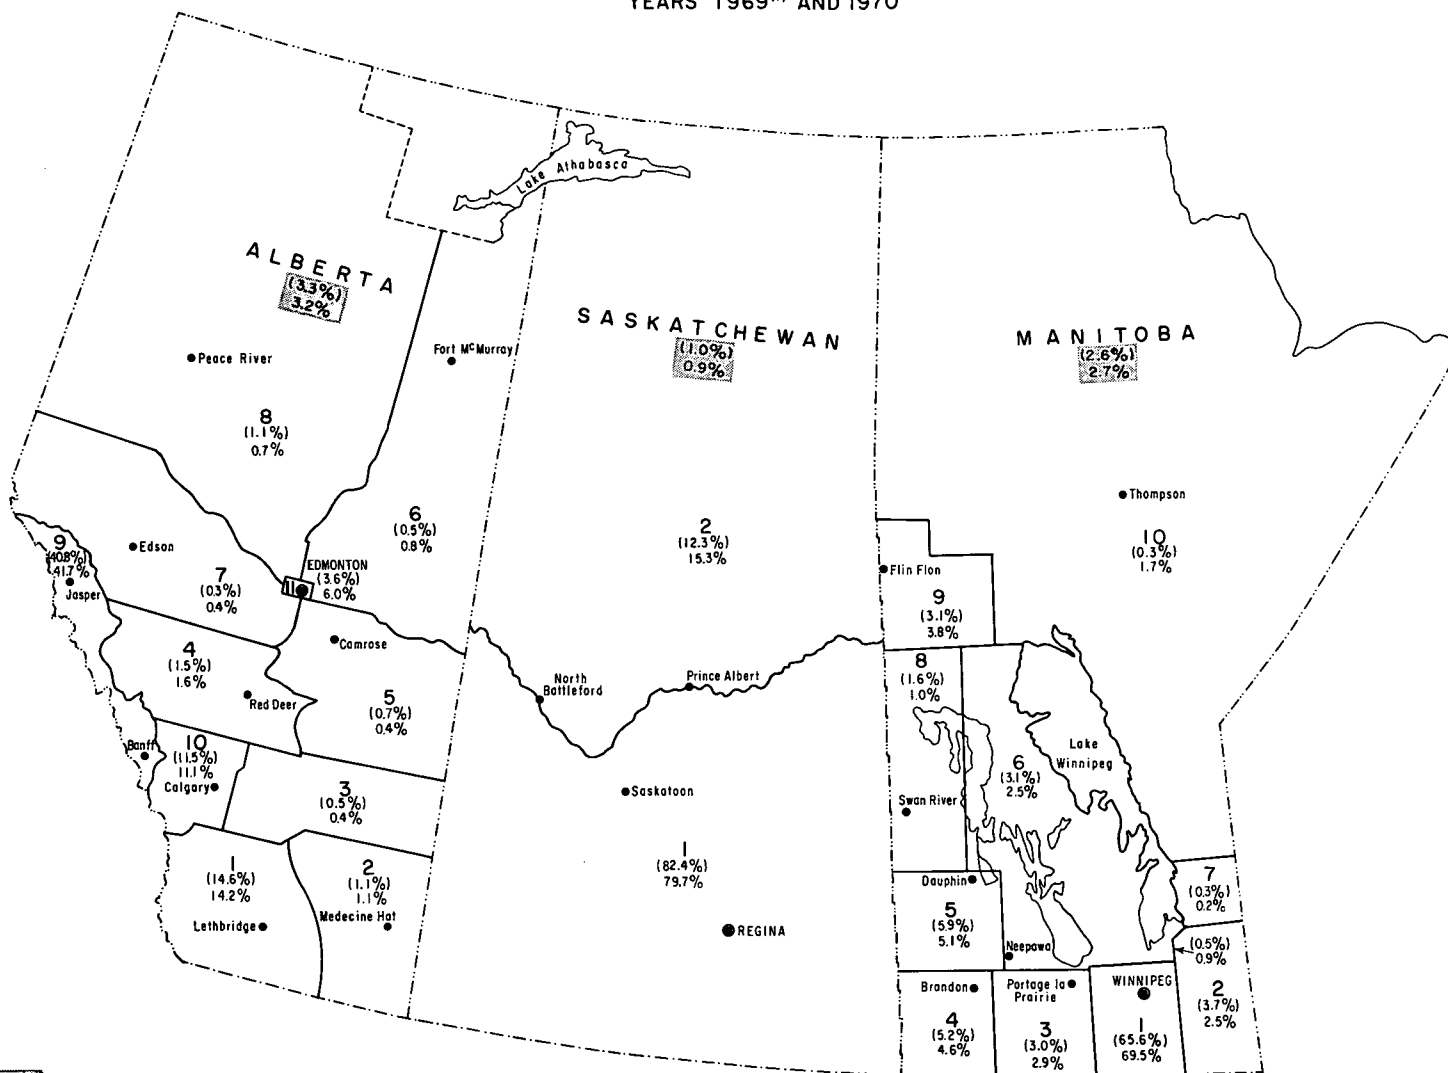 YEARS 1969 AND 1970
Lake Athabasca
ALBERTA
(3.3%)
3.2%
SASKATCHEWAN
(1.0%)
0.9%
MANITOBA
(2.6%)
2.7%
Peace River
Fort McMurray
8
(1.1%)
0.7%
6
(0.5%)
0.8%
9
(40.8%)
41.7%
Jasper
Edson
7
(0.3%)
0.4%
11
EDMONTON
(3.6%)
6.0%
2
(12.3%)
15.3%
Thompson
10
(0.3%)
1.7%
Flin Flon
9
(3.1%)
3.8%
Camrose
4
(1.5%)
1.6%
Red Deer
5
(0.7%)
0.4%
North
Battleford
Prince Albert
8
(1.6%)
1.0%
Banff
10
(11.5%)
11.1%
Calgary
3
(0.5%)
0.4%
Saskatoon
6
(3.1%)
2.5%
Lake
Winnipeg
Swan River
1
(14.6%)
14.2%
Lethbridge
2
(1.1%)
1.1%
Medecine Hat
1
(82.4%)
79.7%
REGINA
Dauphin
5
(5.9%)
5.1%
Neepawa
7
(0.3%)
0.2%
(0.5%)
0.9%
Brandon
4
(5.2%)
4.6%
Portage la
Prairie
3
(3.0%)
2.9%
WINNIPEG
1
(65.6%)
69.5%
2
(3.7%)
2.5%